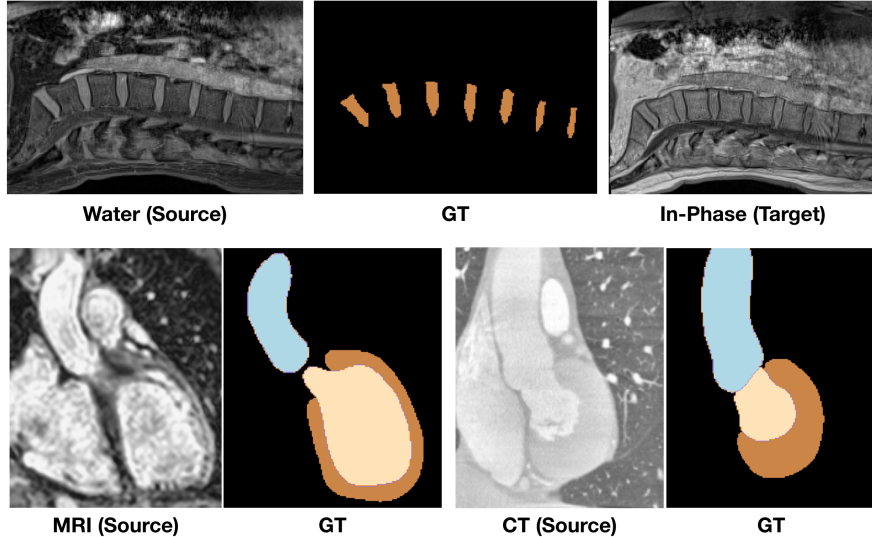 Water (Source)
GT
In-Phase (Target)
MRI (Source)
GT
CT (Source)
GT